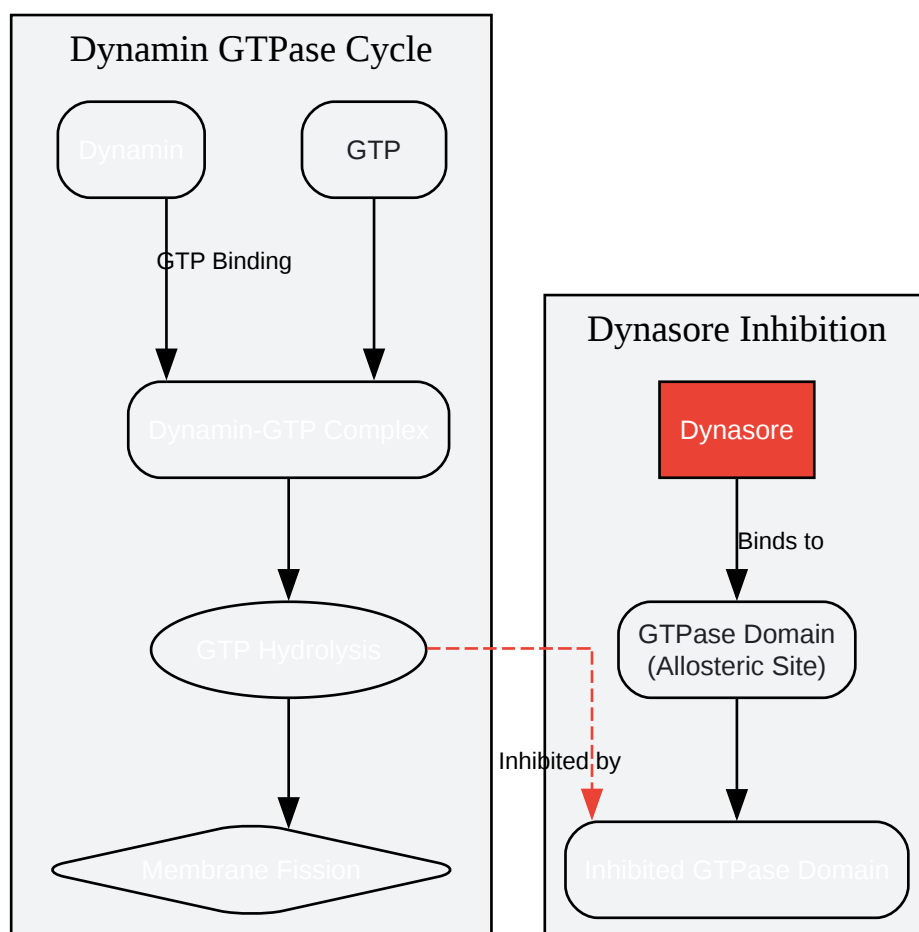 Dynamin GTPase Cycle
Dynamin
GTP
GTP Binding
Dynamin-GTP Complex
GTP Hydrolysis
Membrane Fission
Inhibited by
Dynasore Inhibition
Dynasore
Binds to
GTPase Domain
(Allosteric Site)
Inhibited GTPase Domain